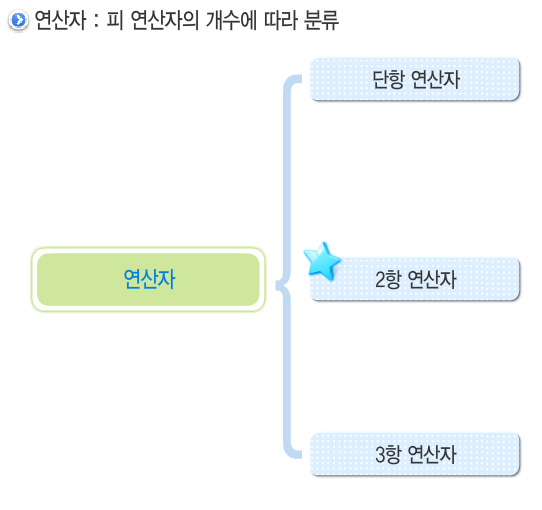 연산자 : 피 연산자의 개수에 따라 분류
단항 연산자
연산자
2항 연산자
3항 연산자